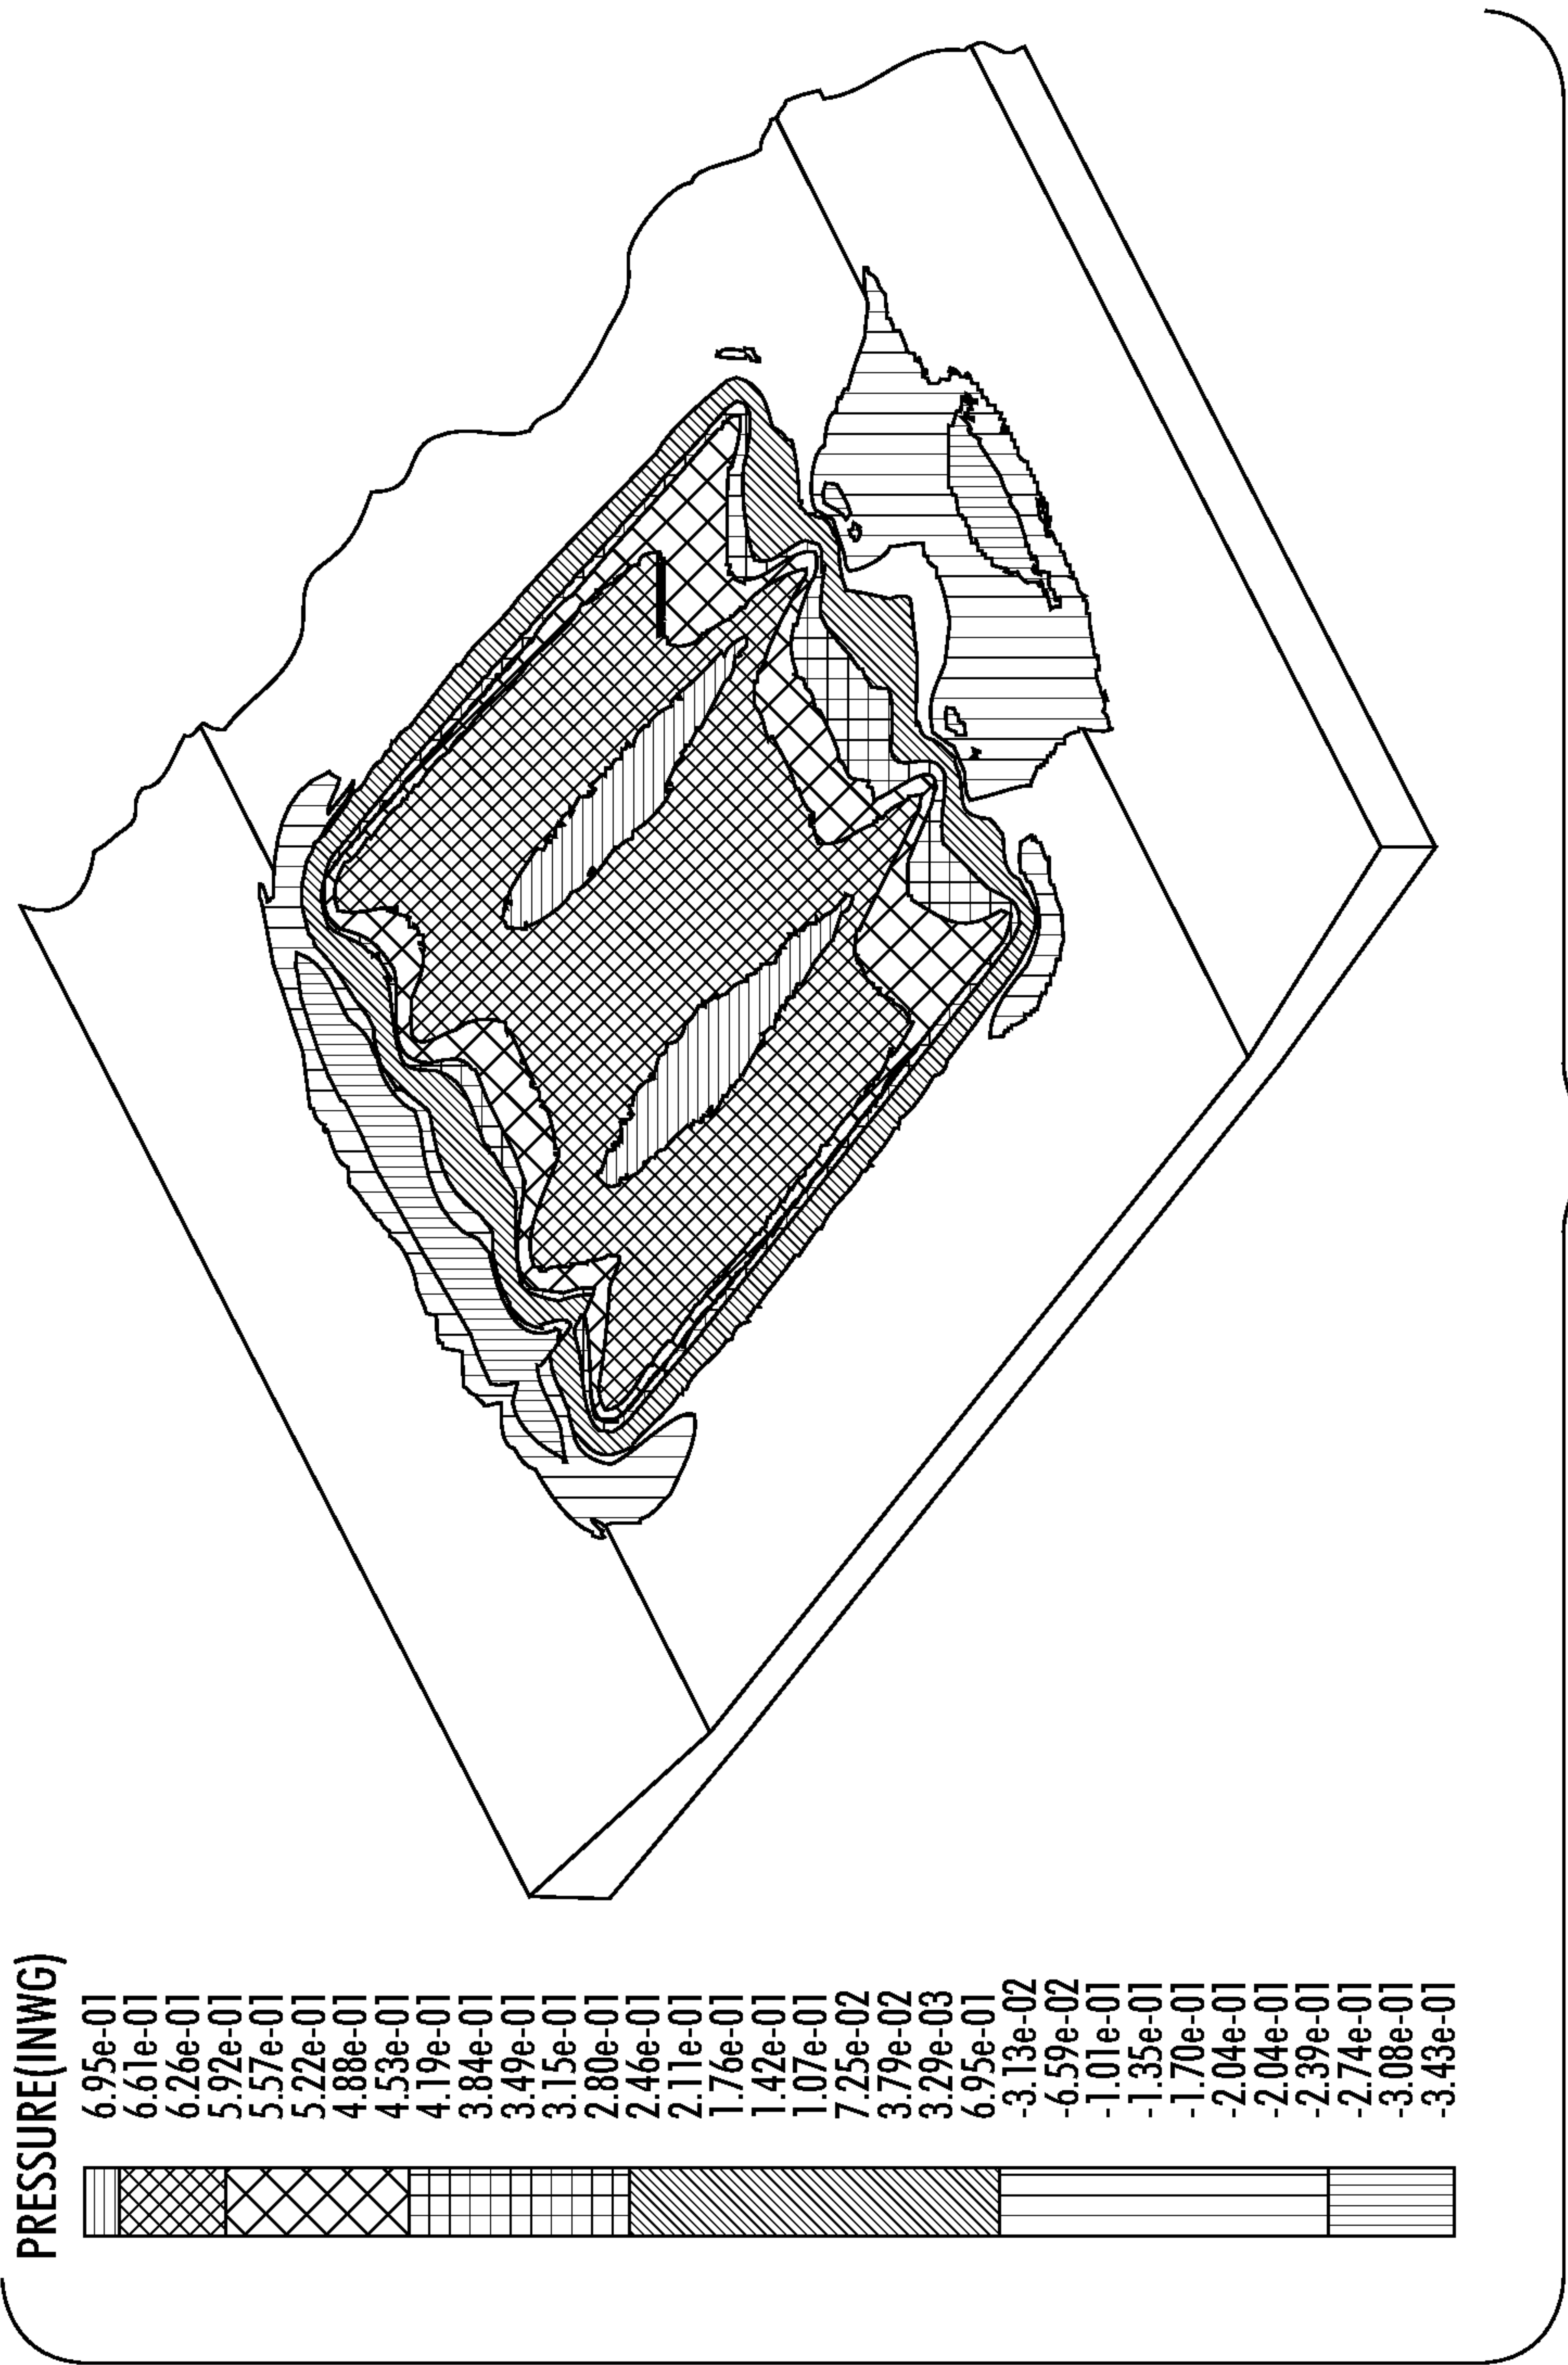 PRESSURE(INWG)
6.95e-01
6.61e-01
6.26e-01
5.92e-01
5.57e-01
5.22e-01
4.88e-01
4.53e-01
4.19e-01
3.84e-01
3.49e-01
3.15e-01
2.80e-01
2.46e-01
2.11e-01
1.76e-01
1.42e-01
1.07e-01
7.25e-02
3.79e-02
3.29e-03
6.95e-01
-3.13e-02
-6.59e-02
-1.01e-01
-1.35e-01
-1.70e-01
-2.04e-01
-2.04e-01
-2.39e-01
-2.74e-01
-3.08e-01
-3.43e-01